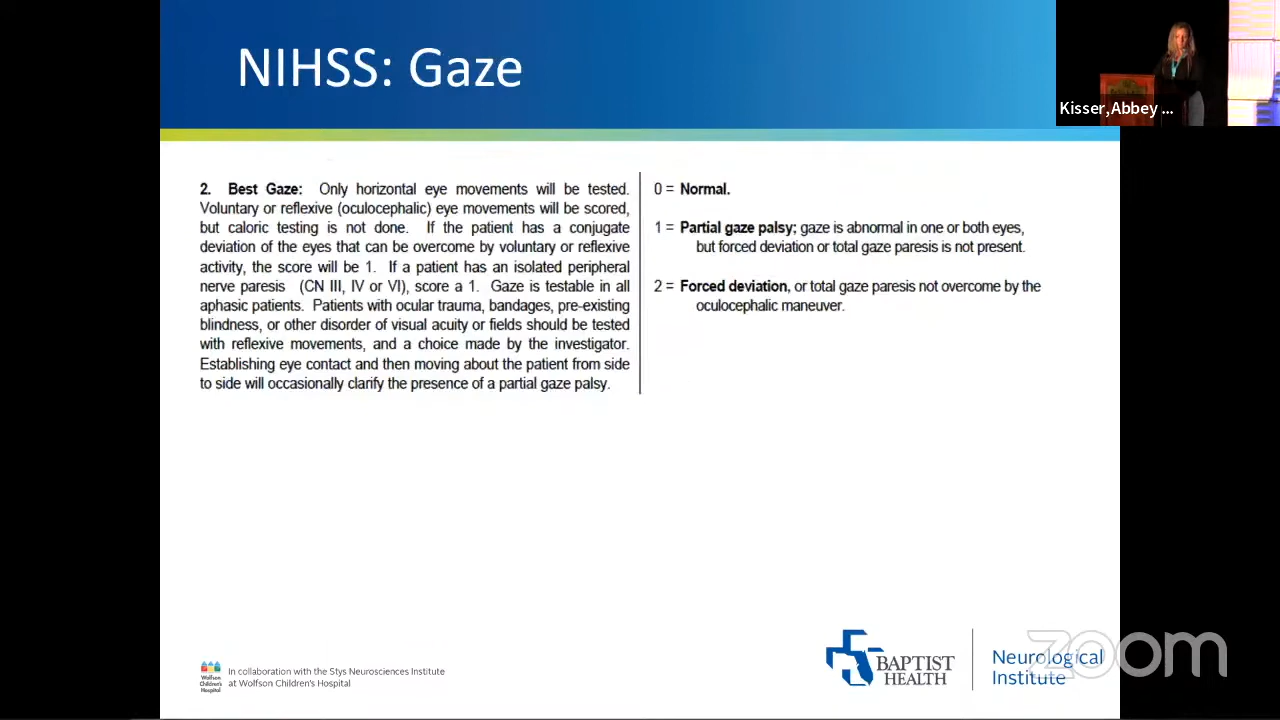 NIHSS: Gaze
Kisser,Abbey ...
2. Best Gaze: Only horizontal eye movements will be tested.
Voluntary or reflexive (oculocephalic) eye movements will be scored,
but caloric testing is not done. If the patient has a conjugate
deviation of the eyes that can be overcome by voluntary or reflexive
activity, the score will be 1. If a patient has an isolated peripheral
nerve paresis (CN III, IV or VI), score a 1. Gaze is testable in all
aphasic patients. Patients with ocular trauma, bandages, pre-existing
blindness, or other disorder of visual acuity or fields should be tested
with reflexive movements, and a choice made by the investigator.
Establishing eye contact and then moving about the patient from side
to side will occasionally clarify the presence of a partial gaze palsy.
0 = Normal.
1 = Partial gaze palsy; gaze is abnormal in one or both eyes,
but forced deviation or total gaze paresis is not present.
2 = Forced deviation, or total gaze paresis not overcome by the
oculocephalic maneuver.
Wolfson
Children's
Hospital
In collaboration with the Stys Neurosciences Institute
at Wolfson Children's Hospital
BAPTIST
HEALTH
Neurological
Institute
zoom